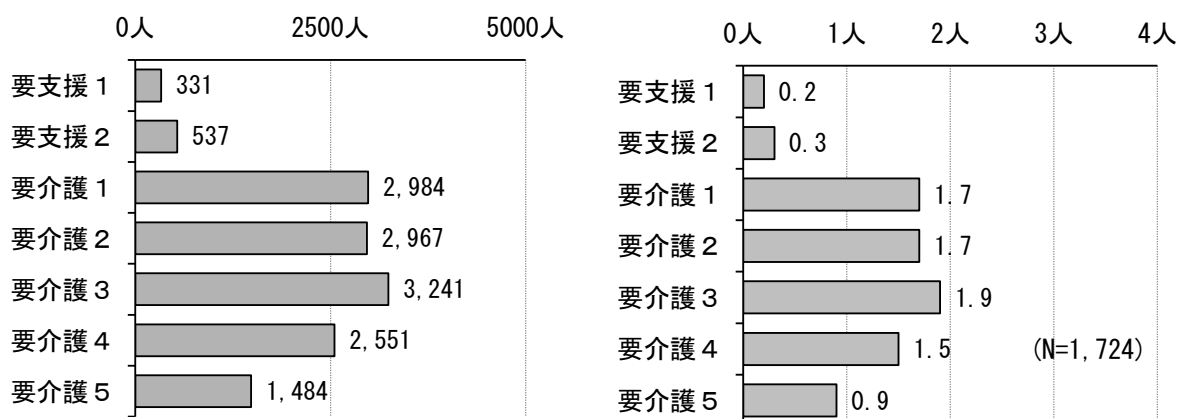 0人 2500人 5000人
要支援１ 331
要支援２ 537
要介護１ 2,984
要介護２ 2,967
要介護３ 3,241
要介護４ 2,551
要介護５ 1,484
0人 1人 2人 3人 4人
要支援１ 0.2
要支援２ 0.3
要介護１ 1.7
要介護２ 1.7
要介護３ 1.9
要介護４ 1.5 (N=1,724)
要介護５ 0.9